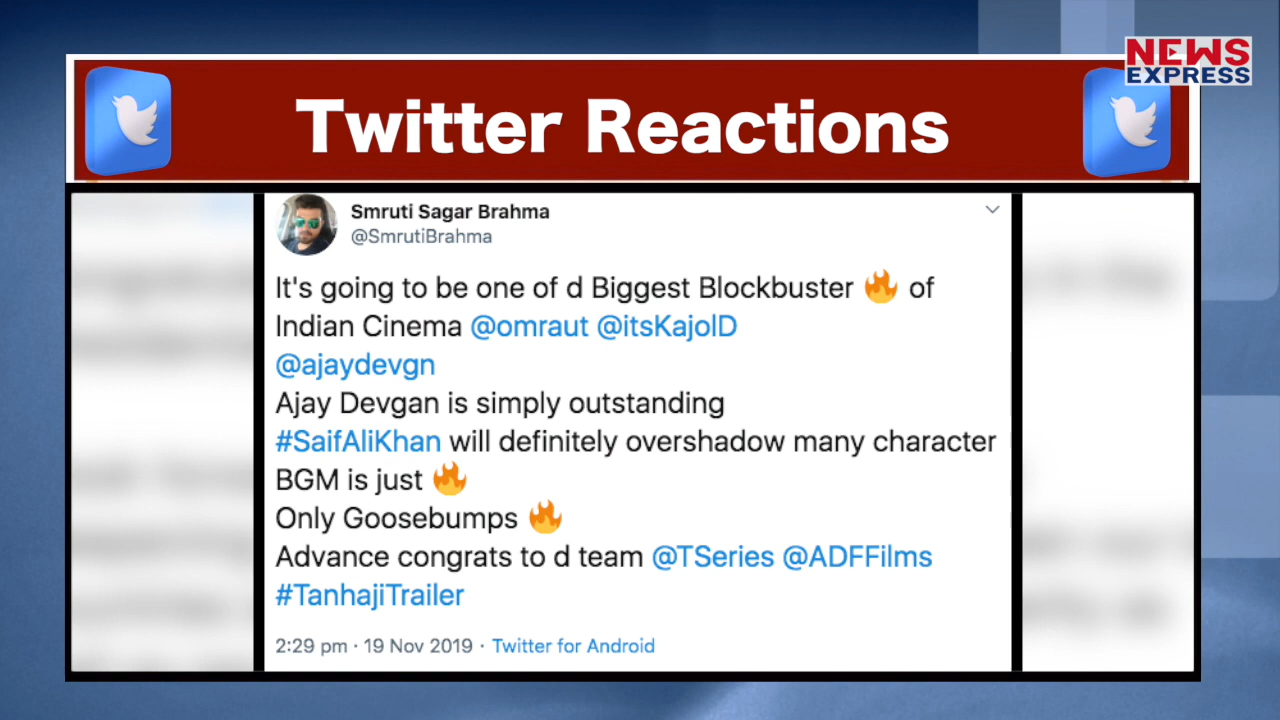 NEWS
EXPRESS
Twitter Reactions
Smruti Sagar Brahma
@SmrutiBrahma
It's going to be one of d Biggest Blockbuster 🔥 of
Indian Cinema @omraut @itsKajolD
@ajaydevgn
Ajay Devgan is simply outstanding
#SaifAliKhan will definitely overshadow many character
BGM is just 🔥
Only Goosebumps 🔥
Advance congrats to d team @TSeries @ADFFilms
#TanhajiTrailer
2:29 pm · 19 Nov 2019 · Twitter for Android